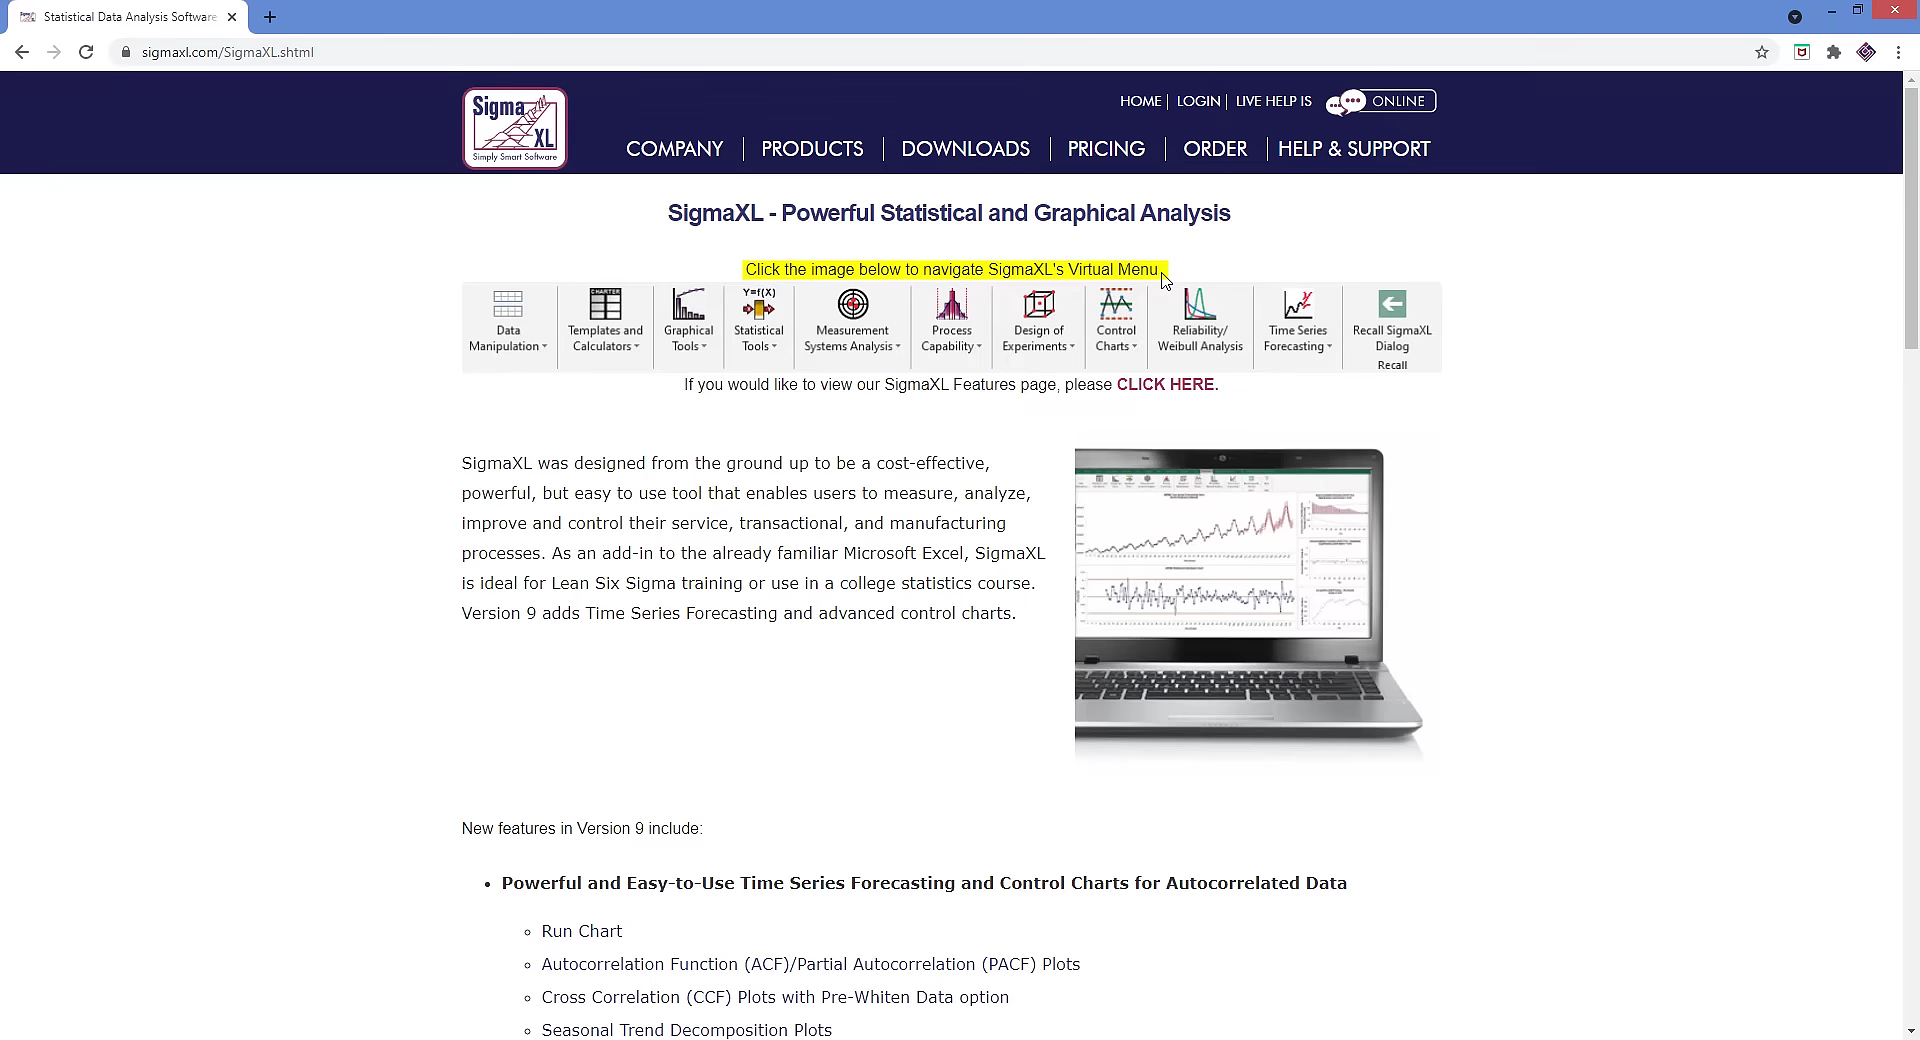 Statistical Data Analysis Software
sigmaxl.com/SigmaXL.shtml
Sigma
XL
Simply Smart Software
HOME | LOGIN | LIVE HELP IS ONLINE
COMPANY | PRODUCTS | DOWNLOADS | PRICING | ORDER | HELP & SUPPORT
SigmaXL - Powerful Statistical and Graphical Analysis
Click the image below to navigate SigmaXL's Virtual Menu
CHARTER
Y=f(X)
Data
Manipulation
Templates and
Calculators
Graphical
Tools
Statistical
Tools
Measurement
Systems Analysis
Process
Capability
Design of
Experiments
Control
Charts
Reliability/
Weibull Analysis
Time Series
Forecasting
Recall SigmaXL
Dialog
Recall
If you would like to view our SigmaXL Features page, please CLICK HERE.
SigmaXL was designed from the ground up to be a cost-effective,
powerful, but easy to use tool that enables users to measure, analyze,
improve and control their service, transactional, and manufacturing
processes. As an add-in to the already familiar Microsoft Excel, SigmaXL
is ideal for Lean Six Sigma training or use in a college statistics course.
Version 9 adds Time Series Forecasting and advanced control charts.
New features in Version 9 include:
• Powerful and Easy-to-Use Time Series Forecasting and Control Charts for Autocorrelated Data
◦ Run Chart
◦ Autocorrelation Function (ACF)/Partial Autocorrelation (PACF) Plots
◦ Cross Correlation (CCF) Plots with Pre-Whiten Data option
◦ Seasonal Trend Decomposition Plots